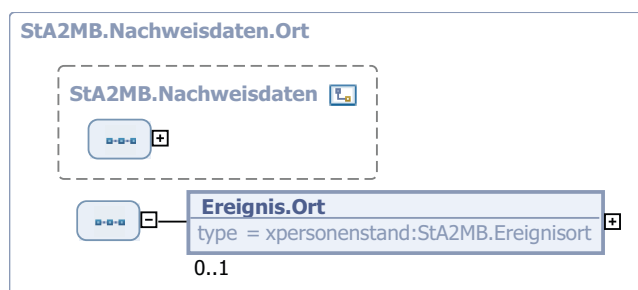 StA2MB.Nachweisdaten.Ort
StA2MB.Nachweisdaten
Ereignis.Ort
type = xpersonenstand:StA2MB.Ereignisort
0..1